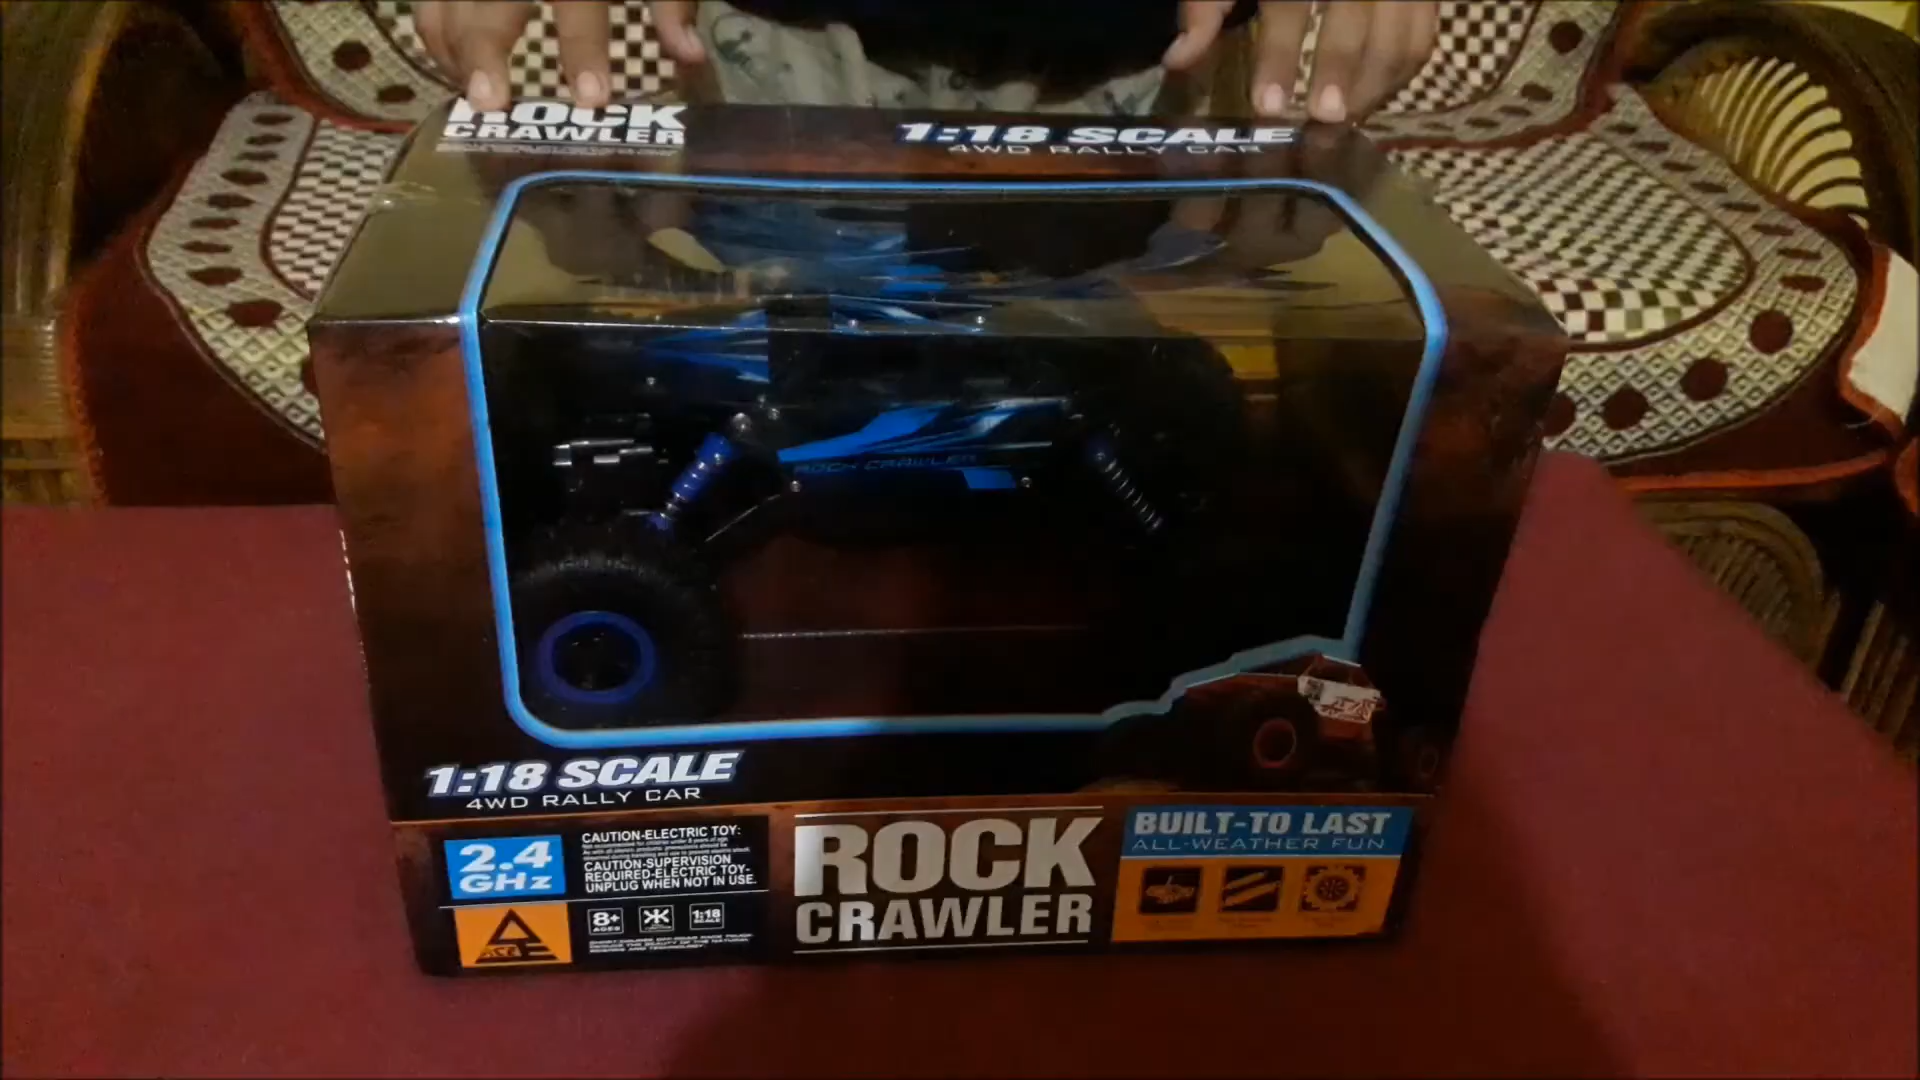 ROCK
CRAWLER
1:18 SCALE
4WD RALLY CAR
ROCK CRAWLER
1:18 SCALE
4WD RALLY CAR
2.4
GHz
CAUTION-ELECTRIC TOY:
CAUTION-SUPERVISION
REQUIRED-ELECTRIC TOY-
UNPLUG WHEN NOT IN USE.
8+
AGES
1:18
SCALE
ROCK
CRAWLER
BUILT-TO LAST
ALL-WEATHER FUN